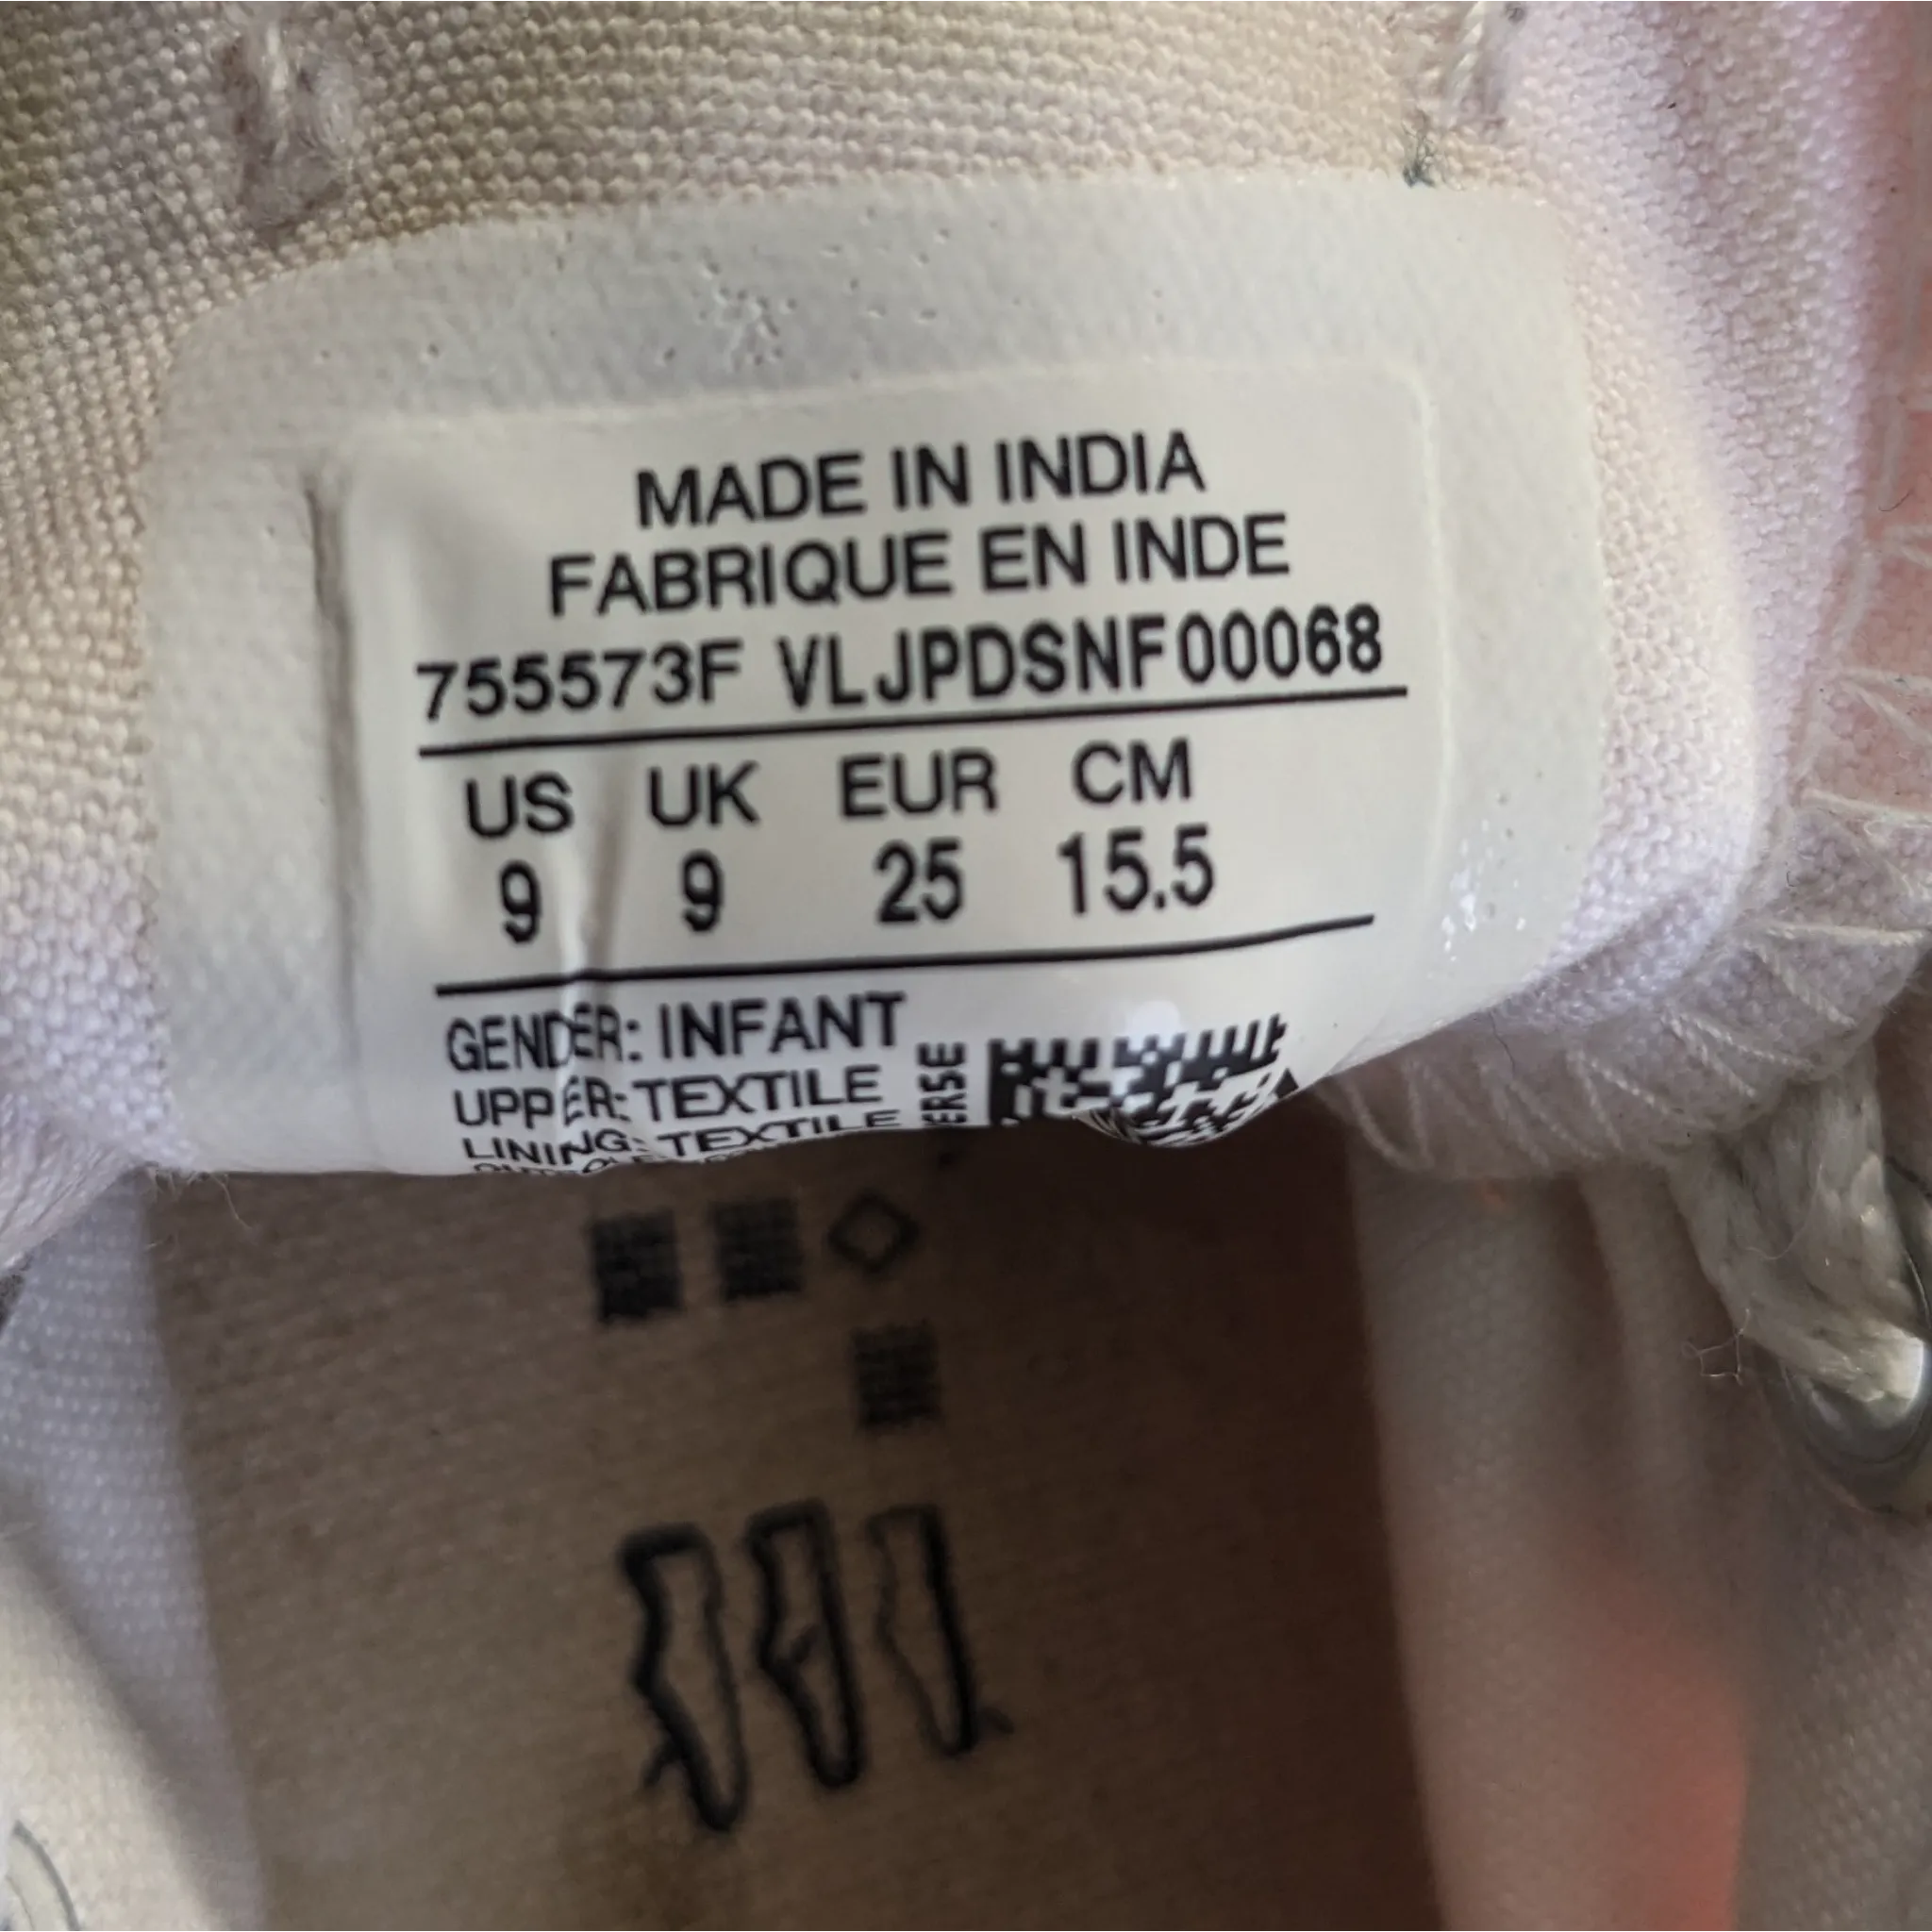 MADE IN INDIA
FABRIQUE EN INDE
755573F VLJPDSNF00068
US UK EUR CM
9 9 25 15.5
GENDER: INFANT
UPPER: TEXTILE
LINING: TEXTILE